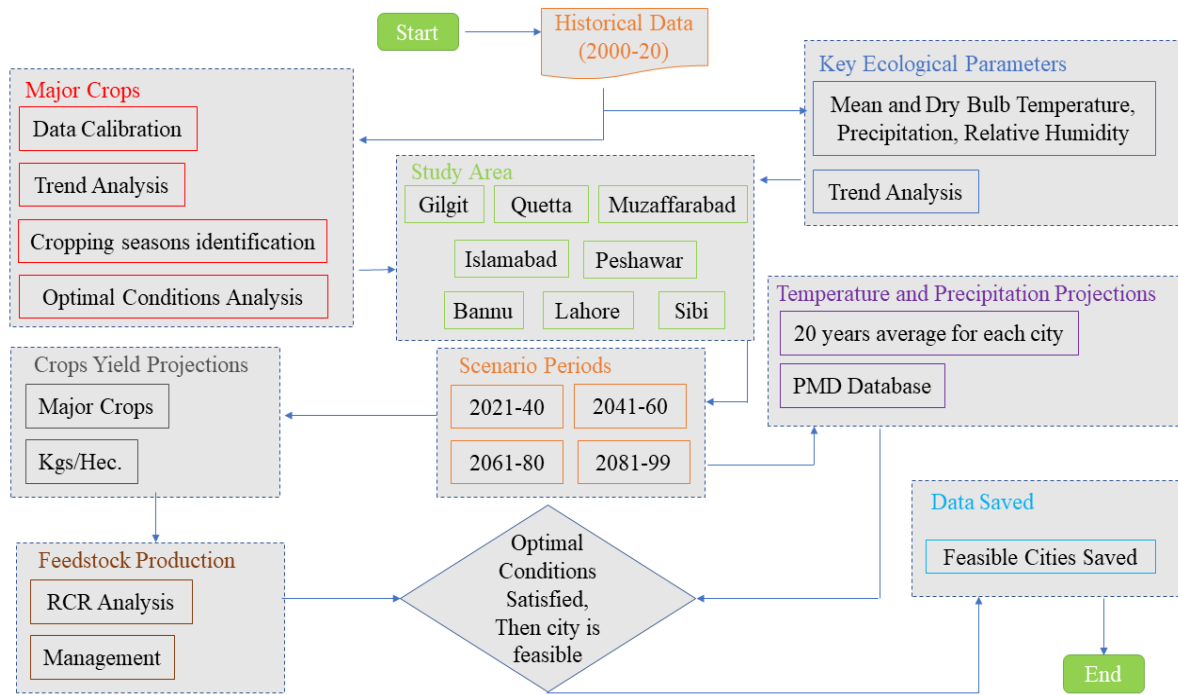 Start
Historical Data
(2000-20)
Major Crops
Data Calibration
Trend Analysis
Cropping seasons identification
Optimal Conditions Analysis
Key Ecological Parameters
Mean and Dry Bulb Temperature,
Precipitation, Relative Humidity
Trend Analysis
Study Area
Gilgit
Quetta
Muzaffarabad
Islamabad
Peshawar
Bannu
Lahore
Sibi
Temperature and Precipitation Projections
20 years average for each city
PMD Database
Crops Yield Projections
Major Crops
Kgs/Hec.
Scenario Periods
2021-40
2041-60
2061-80
2081-99
Feedstock Production
RCR Analysis
Management
Optimal
Conditions
Satisfied,
Then city is
feasible
Data Saved
Feasible Cities Saved
End